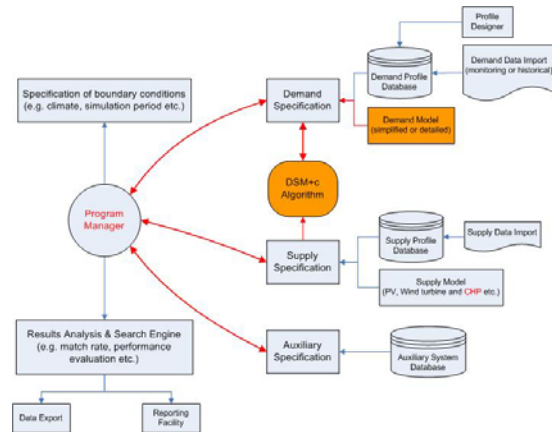 Profile
Designer
Demand Data Import
(monitoring or historical)
Demand Profile
Database
Specification of boundary conditions
(e.g. climate, simulation period etc.)
Demand
Specification
Demand Model
(simplified or detailed)
DSM+c
Algorithm
Program
Manager
Supply Profile
Database
Supply Data Import
Supply
Specification
Supply Model
(PV, Wind turbine and CHP etc.)
Results Analysis & Search Engine
(e.g. match rate, performance
evaluation etc.)
Auxiliary
Specification
Auxiliary System
Database
Data Export
Reporting
Facility